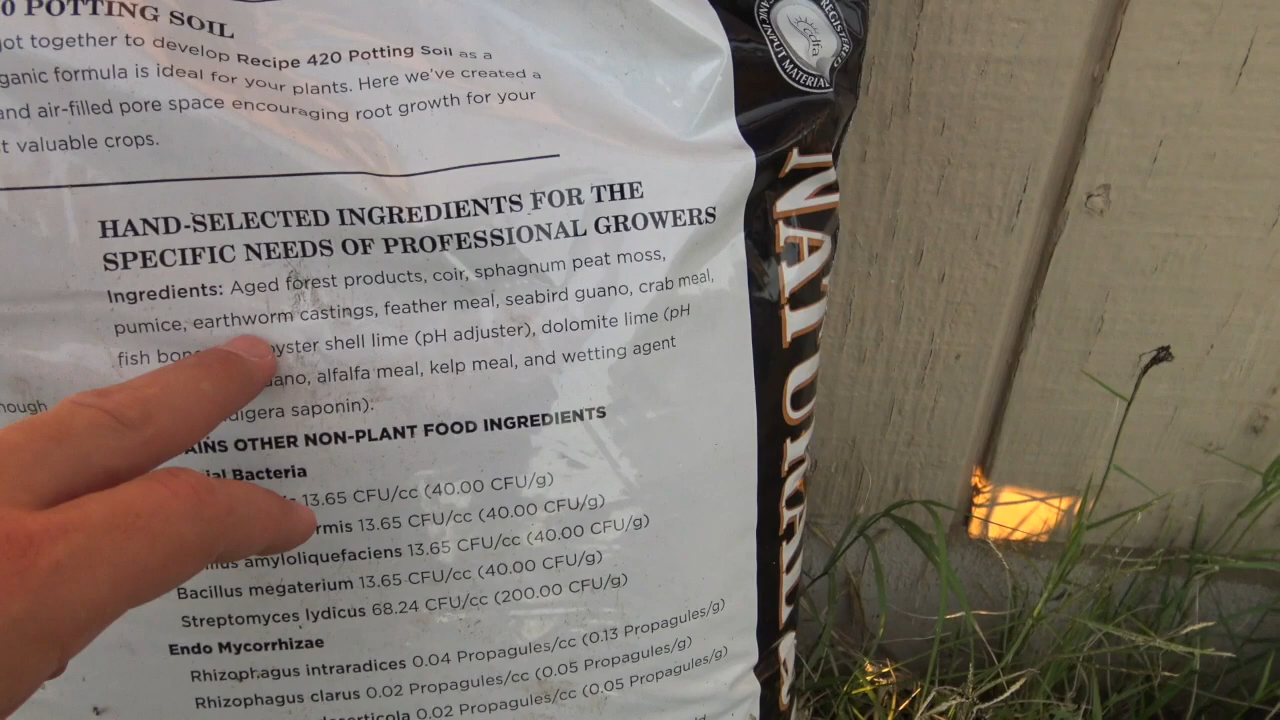 0 POTTING SOIL
got together to develop Recipe 420 Potting Soil as a
ganic formula is ideal for your plants. Here we've created a
and air-filled pore space encouraging root growth for your
t valuable crops.
HAND-SELECTED INGREDIENTS FOR THE
SPECIFIC NEEDS OF PROFESSIONAL GROWERS
Ingredients: Aged forest products, coir, sphagnum peat moss,
pumice, earthworm castings, feather meal, seabird guano, crab meal,
fish bon oyster shell lime (pH adjuster), dolomite lime (pH
uano, alfalfa meal, kelp meal, and wetting agent
digera saponin):
nough
AINS OTHER NON-PLANT FOOD INGREDIENTS
ial Bacteria
13.65 CFU/cc (40.00 CFU/g)
rmis 13.65 CFU/cc (40.00 CFU/g)
llus amyloliquefaciens 13.65 CFU/cc (40.00 CFU/g)
Bacillus megaterium 13.65 CFU/cc (40.00 CFU/g)
Streptomyces lydicus 68.24 CFU/cc (200.00 CFU/g)
Endo Mycorrhizae
Rhizophagus intraradices 0.04 Propagules/cc (0.13 Propagules/g)
Rhizophagus clarus 0.02 Propagules/cc (0.05 Propagules/g)
serticola 0.02 Propagules/cc (0.05 Propagules/g)
REGISTERED
cdfa
ANIC INPUT MATERIAL
NATURAL